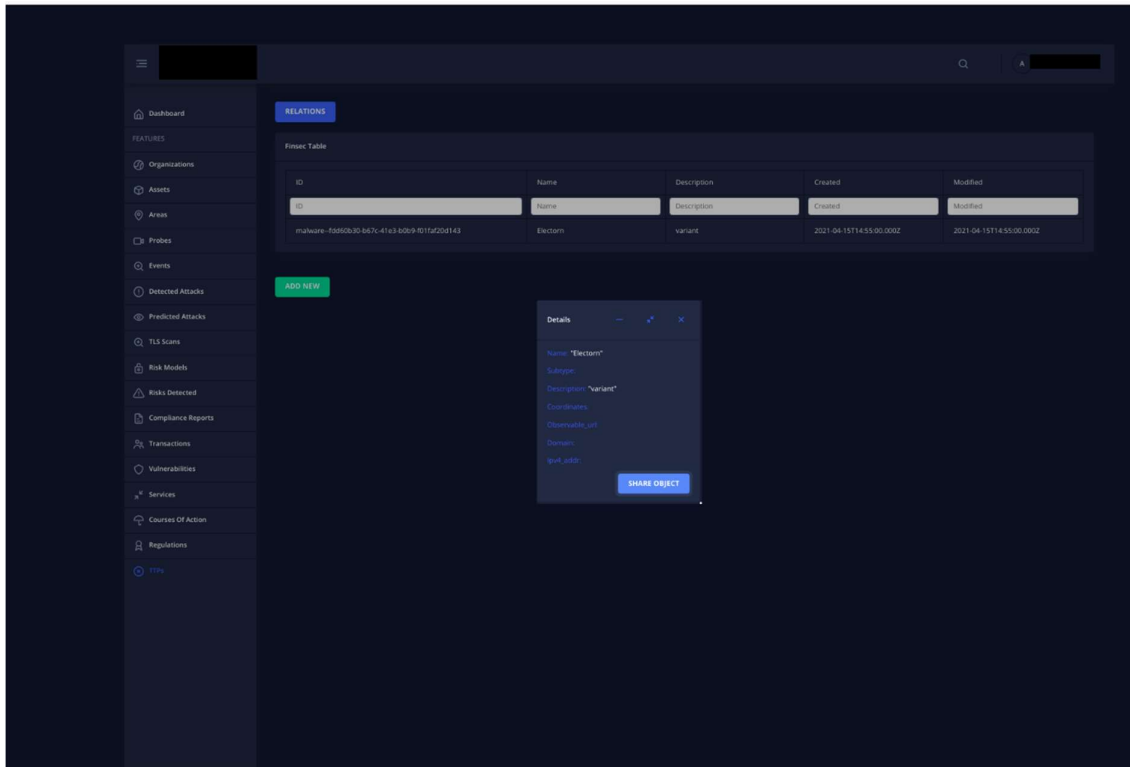 A
Dashboard
RELATIONS
FEATURES
Organizations
Assets
Areas
Probes
Events
Detected Attacks
Predicted Attacks
TLS Scans
Risk Models
Risks Detected
Compliance Reports
Transactions
Vulnerabilities
Services
Courses Of Action
Regulations
TTPs
Finsec Table
ID Name Description Created Modified
ID Name Description Created Modified
malware--fdd60b30-b67c-41e3-b0b9-f01faf20d143 Electorn variant 2021-04-15T14:55:00.000Z 2021-04-15T14:55:00.000Z
ADD NEW
Details
Name: "Electorn"
Subtype:
Description: "variant"
Coordinates:
Observable_url:
Domain:
Ipv4_addr:
SHARE OBJECT